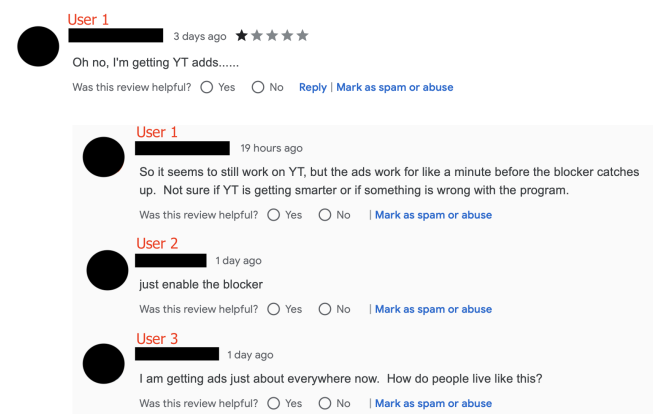 User 1
3 days ago
Oh no, I'm getting YT adds......
Was this review helpful? Yes No Reply | Mark as spam or abuse
User 1
19 hours ago
So it seems to still work on YT, but the ads work for like a minute before the blocker catches
up.  Not sure if YT is getting smarter or if something is wrong with the program.
Was this review helpful? Yes No | Mark as spam or abuse
User 2
1 day ago
just enable the blocker
Was this review helpful? Yes No | Mark as spam or abuse
User 3
1 day ago
I am getting ads just about everywhere now.  How do people live like this?
Was this review helpful? Yes No | Mark as spam or abuse